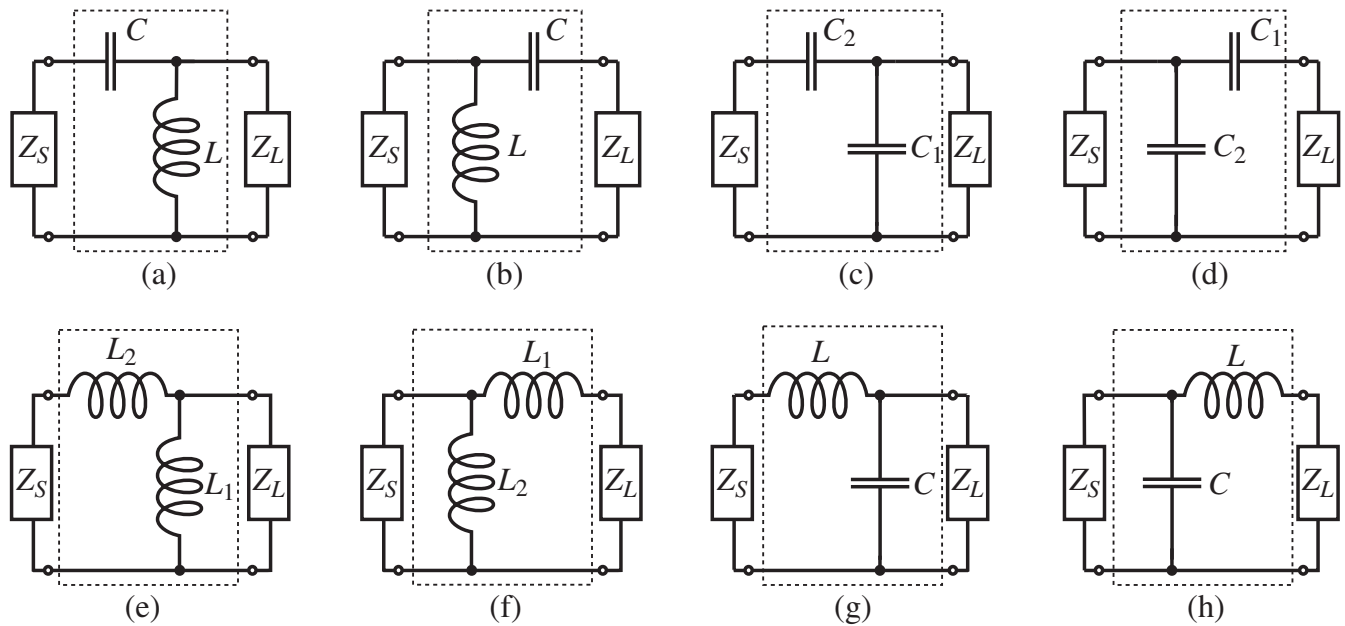 C
Z_S L Z_L
(a)
C
Z_S L Z_L
(b)
C_2
Z_S C_1 Z_L
(c)
C_1
Z_S C_2 Z_L
(d)
L_2
Z_S L_1 Z_L
(e)
L_1
Z_S L_2 Z_L
(f)
L
Z_S C Z_L
(g)
L
Z_S C Z_L
(h)